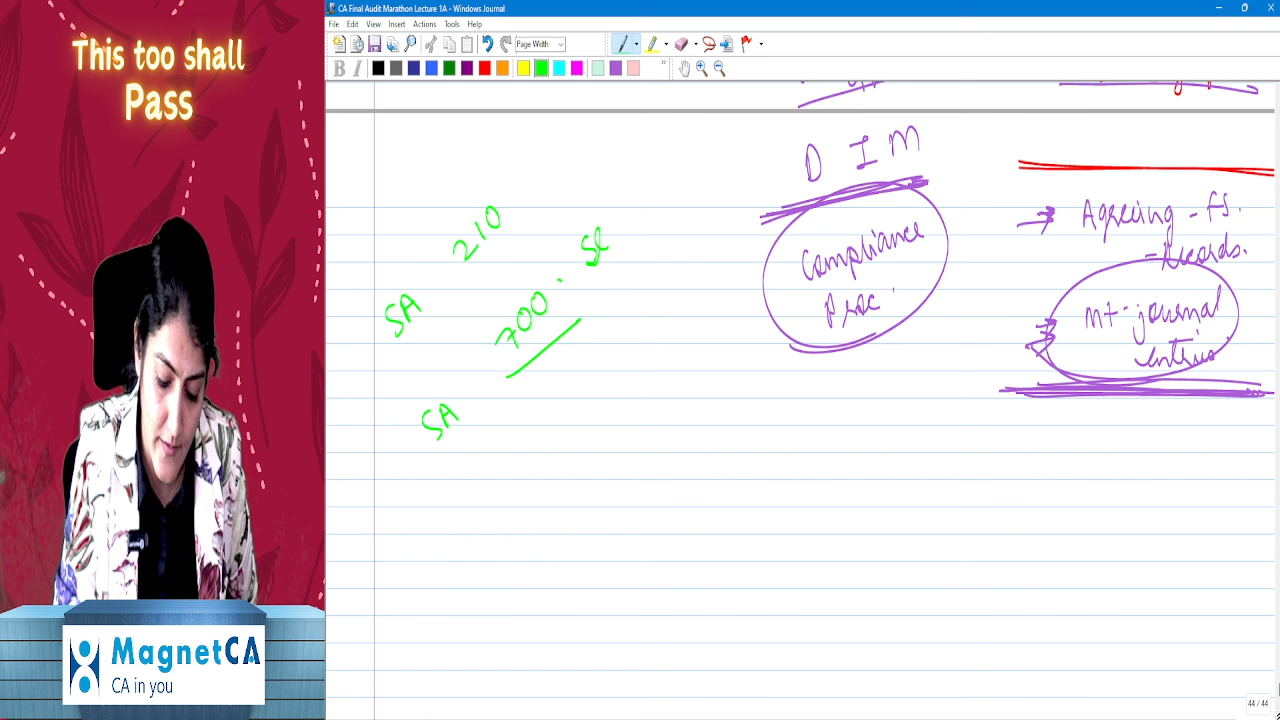 This too shall
Pass
CA Final Audit Marathon Lecture 1A - Windows Journal
File Edit View Insert Actions Tools Help
Page Width
B I
D I M
Compliance
Proc
→ Agreeing - FS.
- Records.
mt - journal
entries
SA 210
700. SR
SA
MagnetCA
CA in you
44 / 44